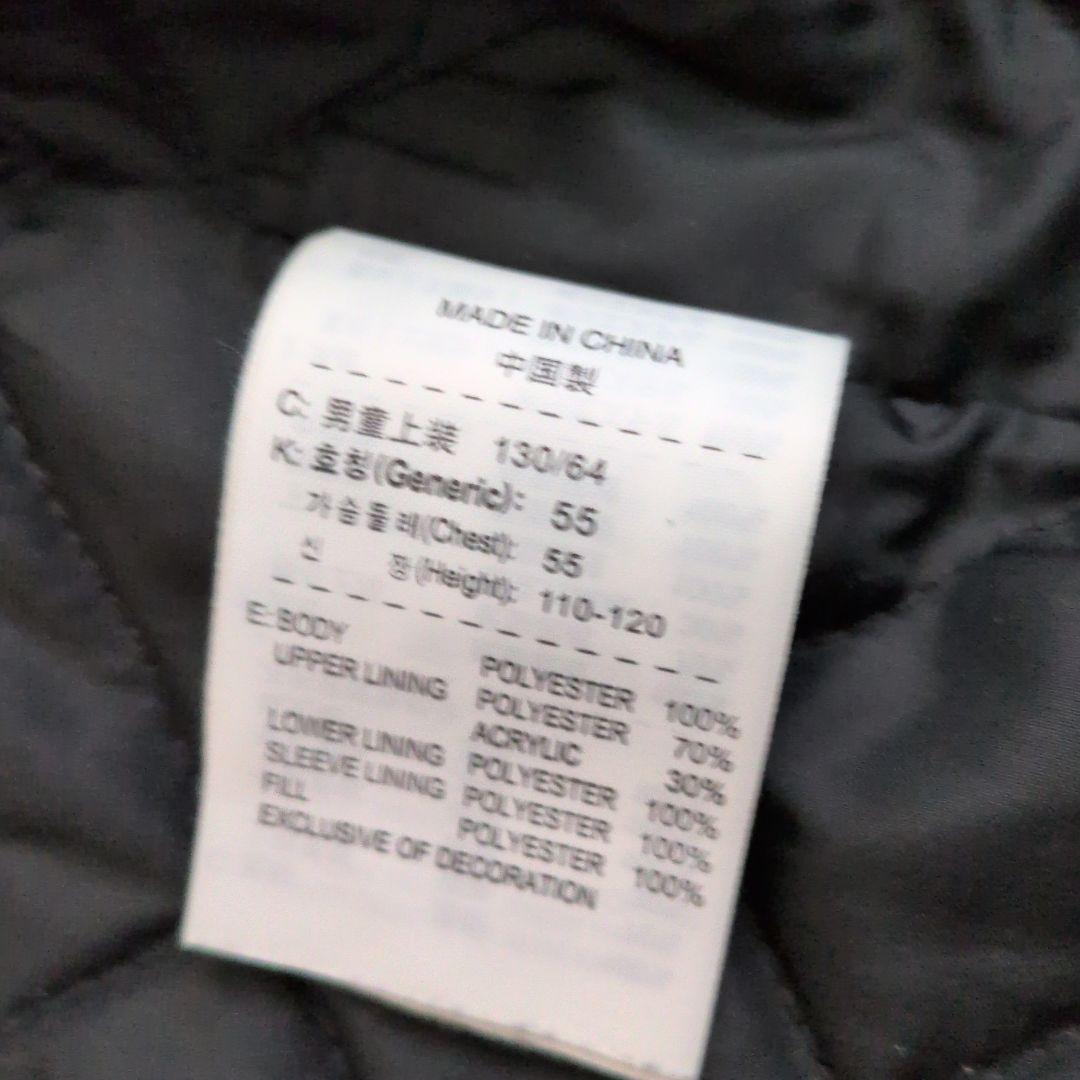 MADE IN CHINA
中国製
C: 男童上装 130/64
K: 호칭(Generic): 55
가슴둘레(Chest): 55
신 장(Height): 110-120
E: BODY POLYESTER 100%
UPPER LINING POLYESTER 70%
ACRYLIC 30%
LOWER LINING POLYESTER 100%
SLEEVE LINING POLYESTER 100%
FILL POLYESTER 100%
EXCLUSIVE OF DECORATION